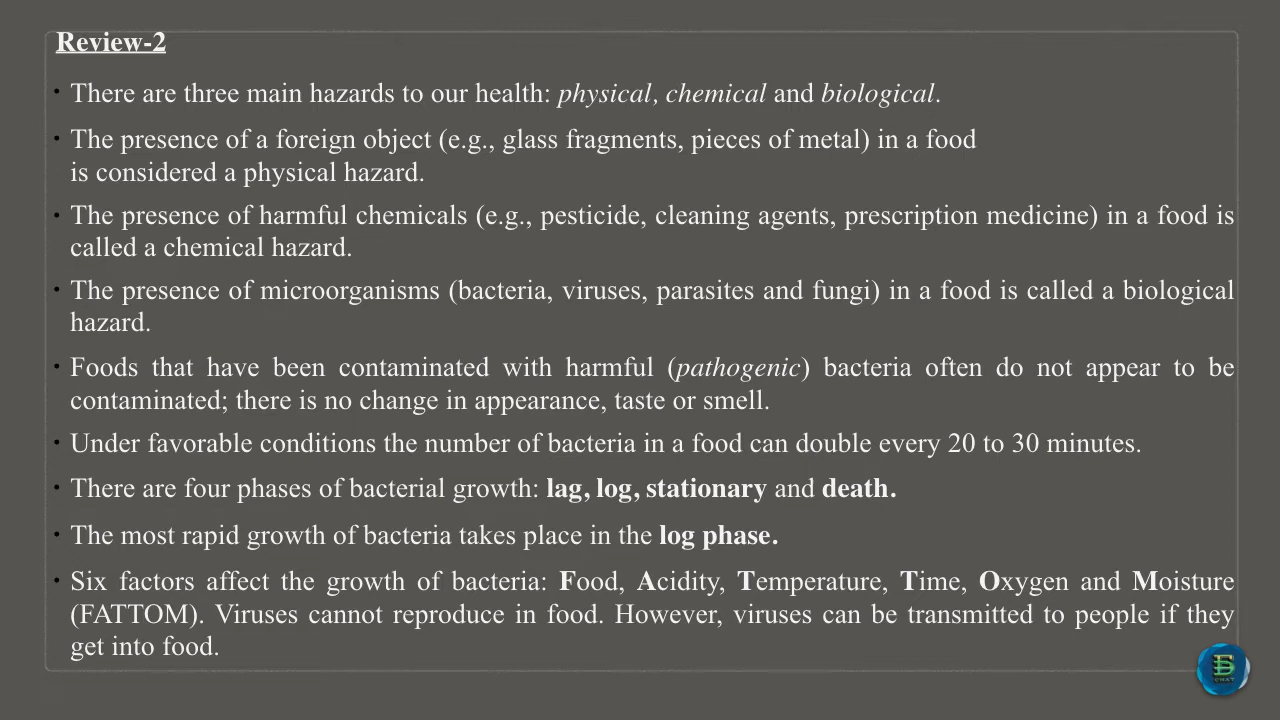 Review-2
• There are three main hazards to our health: physical, chemical and biological.
• The presence of a foreign object (e.g., glass fragments, pieces of metal) in a food
is considered a physical hazard.
• The presence of harmful chemicals (e.g., pesticide, cleaning agents, prescription medicine) in a food is
called a chemical hazard.
• The presence of microorganisms (bacteria, viruses, parasites and fungi) in a food is called a biological
hazard.
• Foods that have been contaminated with harmful (pathogenic) bacteria often do not appear to be
contaminated; there is no change in appearance, taste or smell.
• Under favorable conditions the number of bacteria in a food can double every 20 to 30 minutes.
• There are four phases of bacterial growth: lag, log, stationary and death.
• The most rapid growth of bacteria takes place in the log phase.
• Six factors affect the growth of bacteria: Food, Acidity, Temperature, Time, Oxygen and Moisture
(FATTOM). Viruses cannot reproduce in food. However, viruses can be transmitted to people if they
get into food.